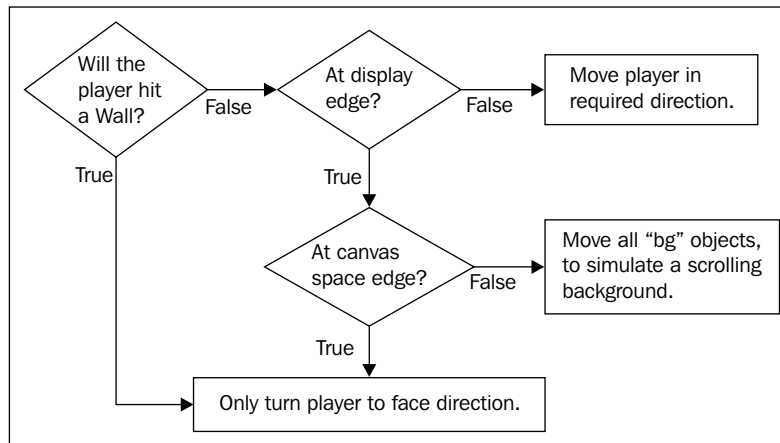 Will the
player hit
a Wall?
False
True
At display
edge?
False
True
Move player in
required direction.
At canvas
space edge?
False
True
Move all “bg” objects,
to simulate a scrolling
background.
Only turn player to face direction.